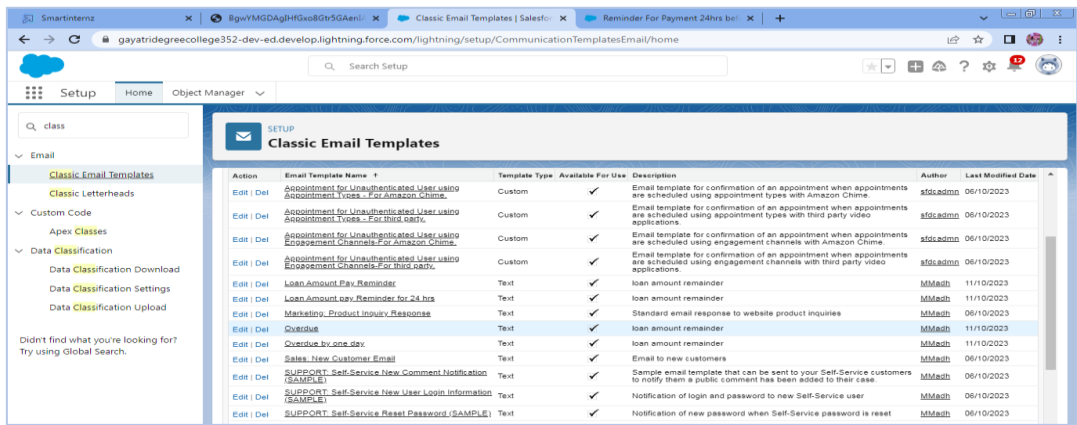 Smartinternz
BgwYMGDAgIHfGxo8Gtr5GAenI
Classic Email Templates | Salesfor
Reminder For Payment 24hrs bef
gayatridegreecollege352-dev-ed.develop.lightning.force.com/lightning/setup/CommunicationTemplatesEmail/home
Search Setup
12
Setup Home Object Manager
class
Email
Classic Email Templates
Classic Letterheads
Custom Code
Apex Classes
Data Classification
Data Classification Download
Data Classification Settings
Data Classification Upload
Didn't find what you're looking for?
Try using Global Search.
SETUP
Classic Email Templates
Action Email Template Name ↑ Template Type Available For Use Description Author Last Modified Date
Edit | Del Appointment for Unauthenticated User using Appointment Types - For Amazon Chime. Custom ✓ Email template for confirmation of an appointment when appointments are scheduled using appointment types with Amazon Chime. sfdcadmn 06/10/2023
Edit | Del Appointment for Unauthenticated User using Appointment Types - For third party. Custom ✓ Email template for confirmation of an appointment when appointments are scheduled using appointment types with third party video applications. sfdcadmn 06/10/2023
Edit | Del Appointment for Unauthenticated User using Engagement Channels-For Amazon Chime. Custom ✓ Email template for confirmation of an appointment when appointments are scheduled using engagement channels with Amazon Chime. sfdcadmn 06/10/2023
Edit | Del Appointment for Unauthenticated User using Engagement Channels-For third party. Custom ✓ Email template for confirmation of an appointment when appointments are scheduled using engagement channels with third party video applications. sfdcadmn 06/10/2023
Edit | Del Loan Amount Pay Reminder Text ✓ loan amount remainder MMadh 11/10/2023
Edit | Del Loan Amount pay Reminder for 24 hrs Text ✓ loan amount remainder MMadh 11/10/2023
Edit | Del Marketing: Product Inquiry Response Text ✓ Standard email response to website product inquiries MMadh 06/10/2023
Edit | Del Overdue Text ✓ loan amount remainder MMadh 11/10/2023
Edit | Del Overdue by one day Text ✓ loan amount remainder MMadh 11/10/2023
Edit | Del Sales: New Customer Email Text ✓ Email to new customers MMadh 06/10/2023
Edit | Del SUPPORT: Self-Service New Comment Notification (SAMPLE) Text ✓ Sample email template that can be sent to your Self-Service customers to notify them a public comment has been added to their case. MMadh 06/10/2023
Edit | Del SUPPORT: Self-Service New User Login Information (SAMPLE) Text ✓ Notification of login and password to new Self-Service user MMadh 06/10/2023
Edit | Del SUPPORT: Self-Service Reset Password (SAMPLE) Text ✓ Notification of new password when Self-Service password is reset MMadh 06/10/2023